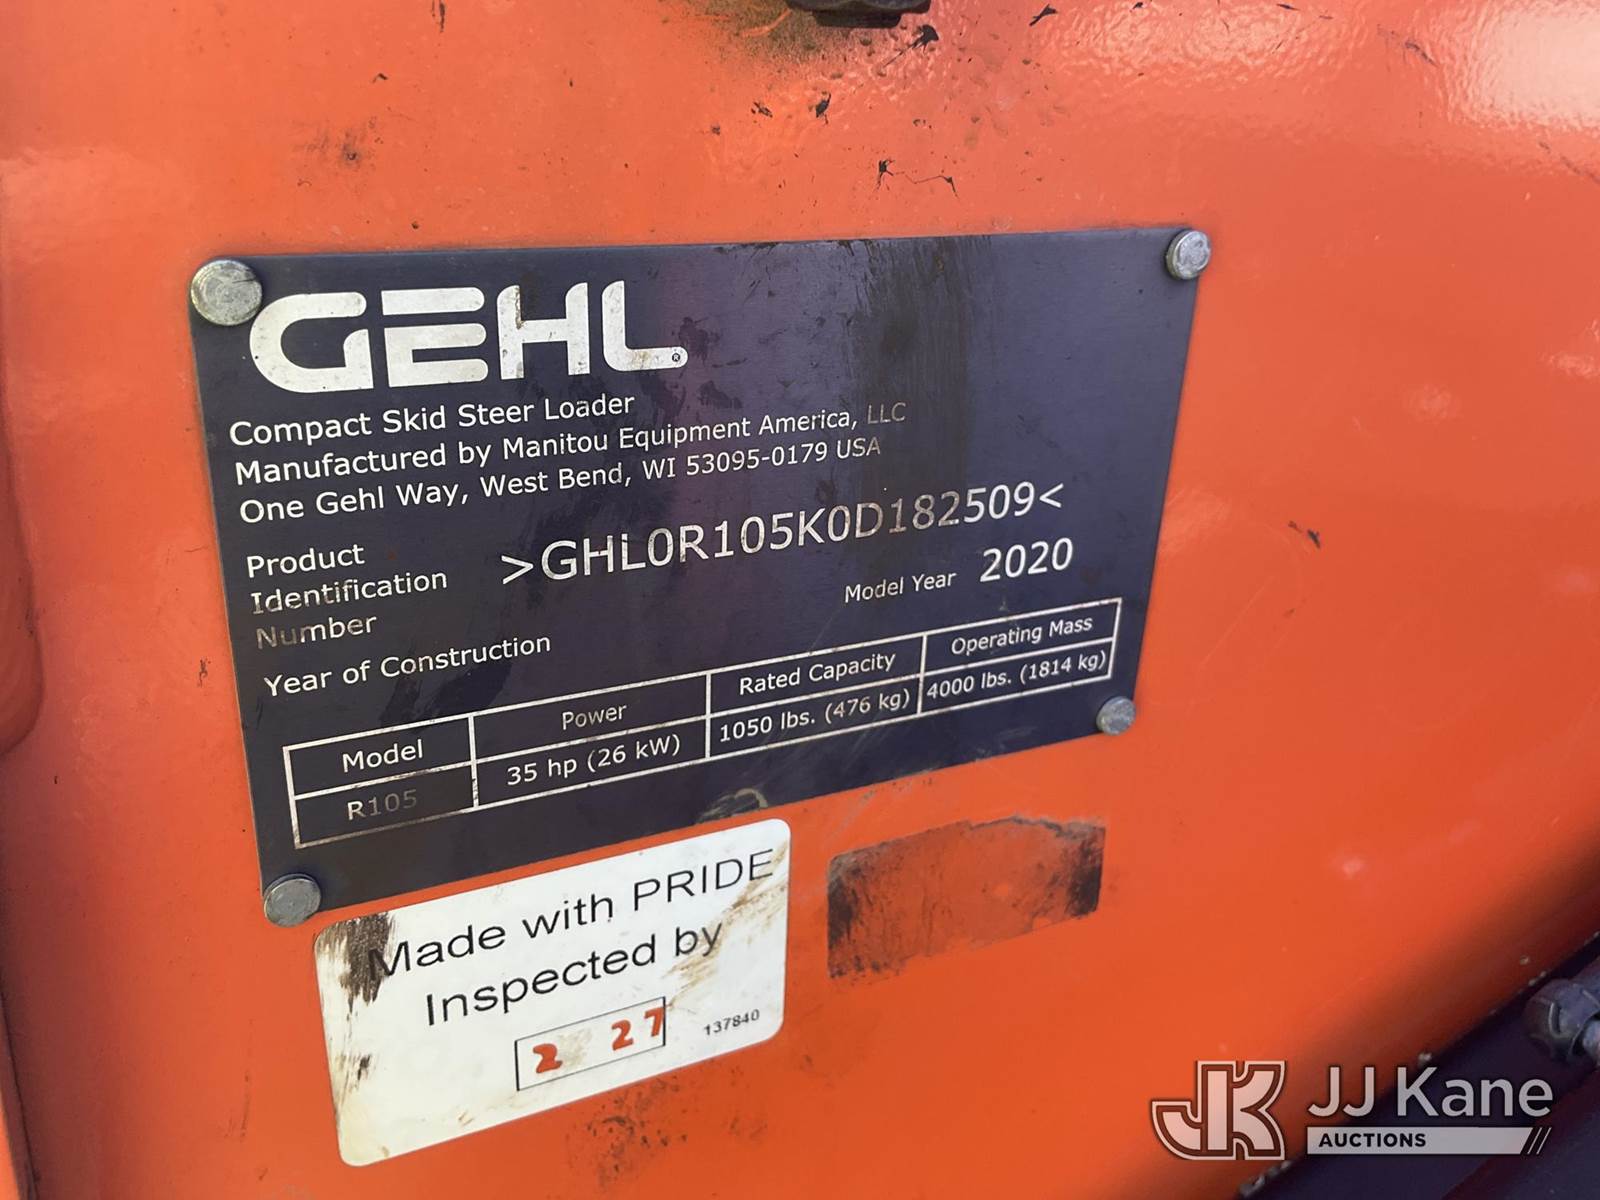 GEHL®
Compact Skid Steer Loader
Manufactured by Manitou Equipment America, LLC
One Gehl Way, West Bend, WI 53095-0179 USA
Product
Identification
Number
>GHL0R105K0D182509<
Model Year 2020
Year of Construction
Model Power Rated Capacity Operating Mass
R105 35 hp (26 kW) 1050 lbs. (476 kg) 4000 lbs. (1814 kg)
Made with PRIDE
Inspected by
2 27
137840
JK JJ Kane
AUCTIONS